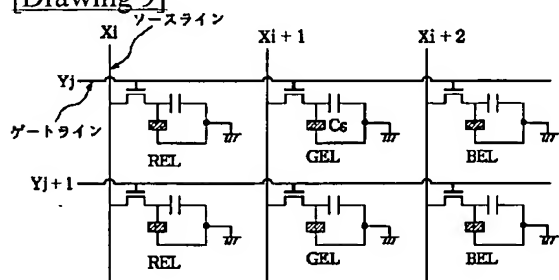 [Drawing 9]
ソースライン
Xi Xi+1 Xi+2
Yj
ゲートライン
Cs
REL GEL BEL
Yj+1
REL GEL BEL